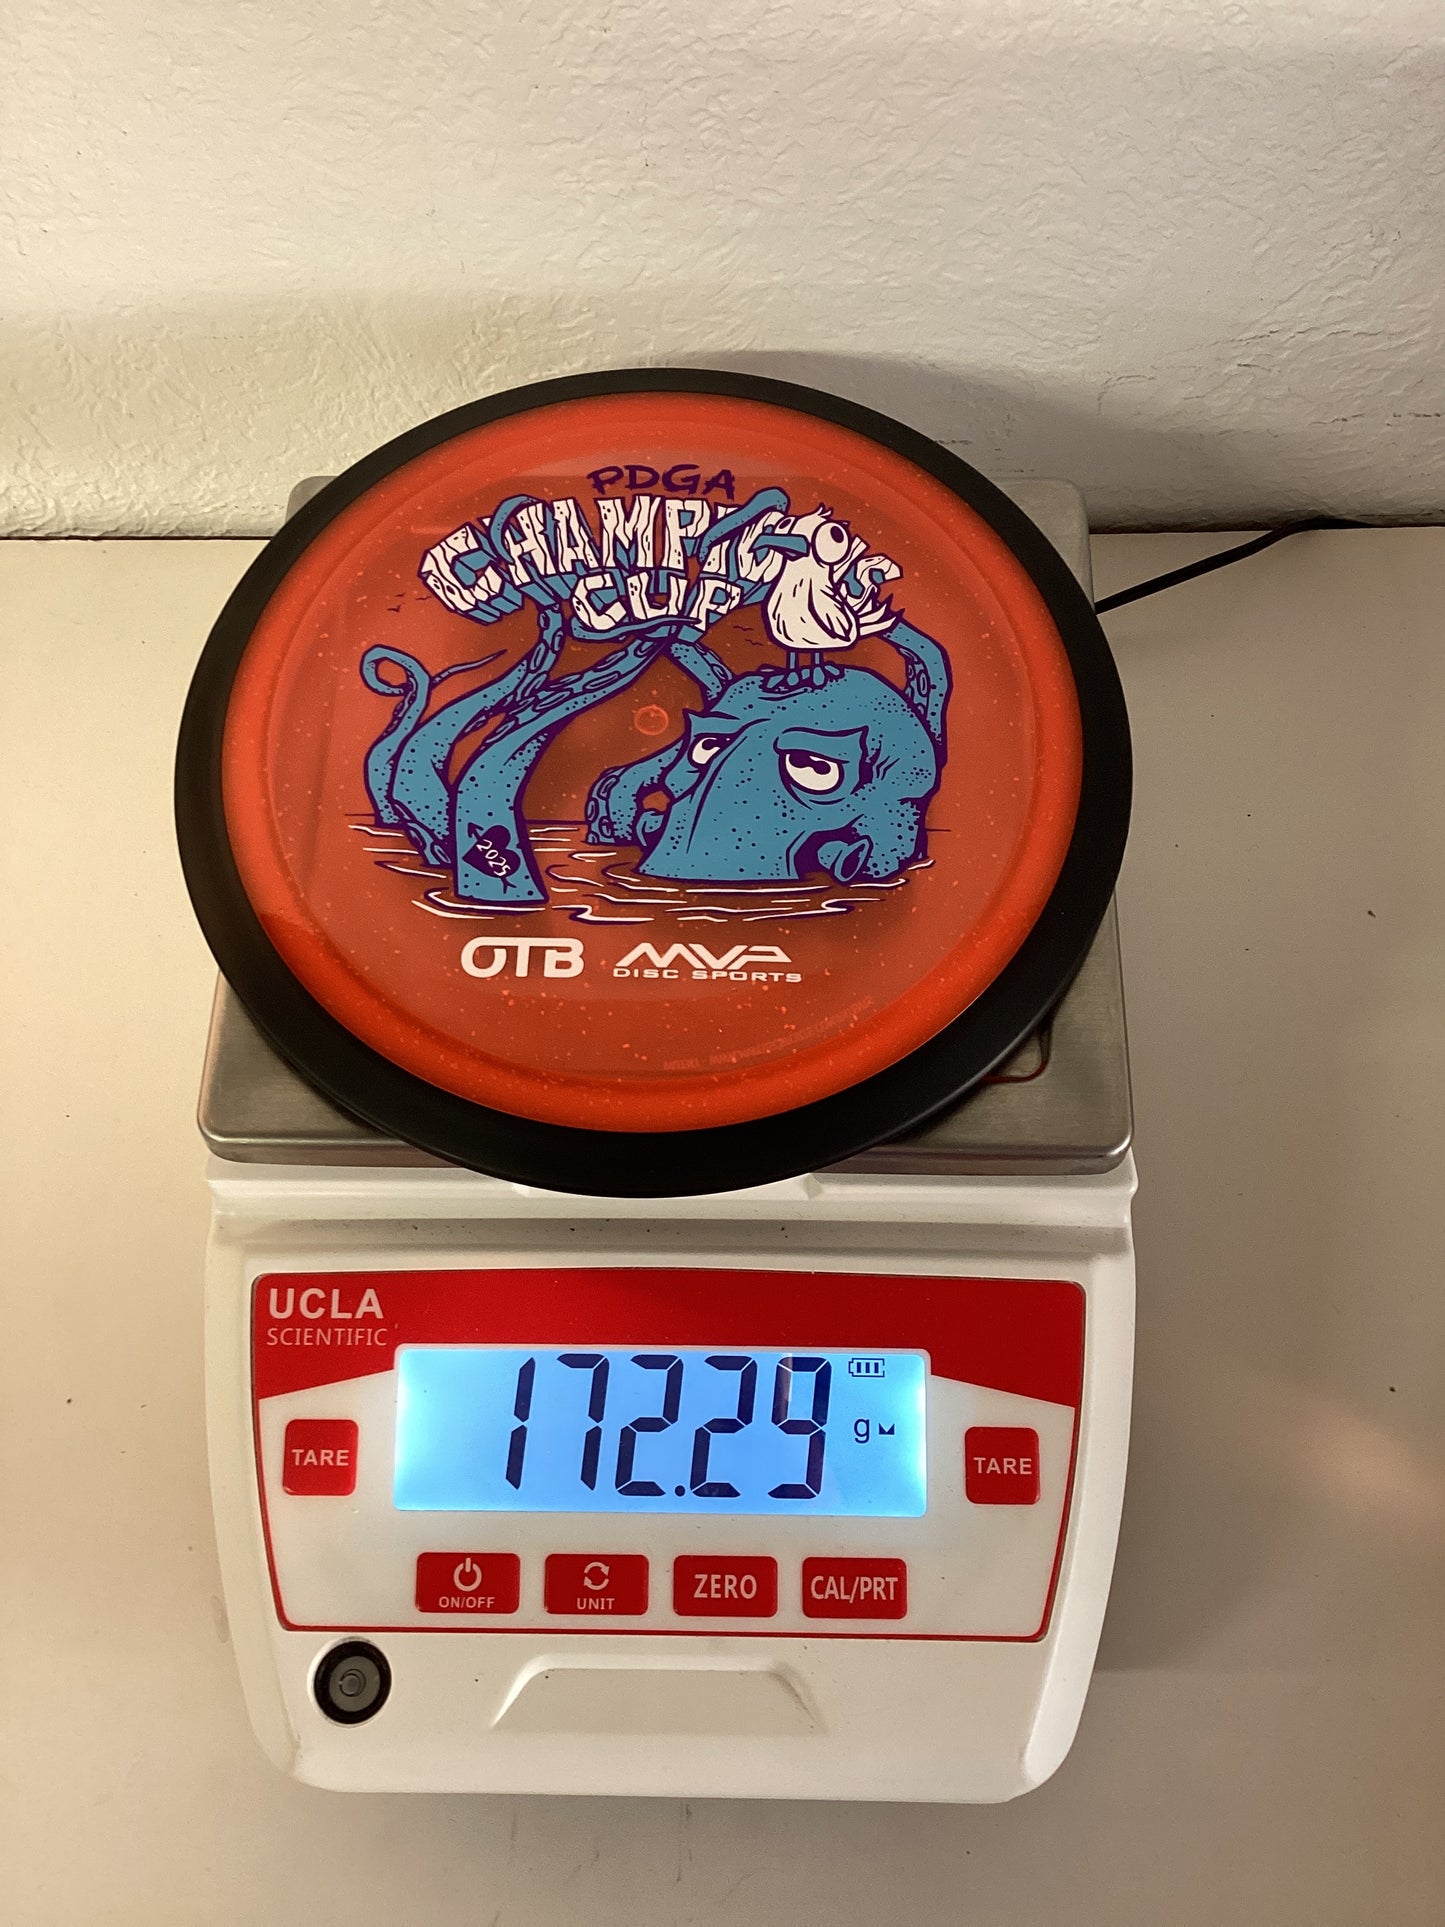 PDGA
CHAMPIONS
CUP
2025
OTB
MVP
DISC SPORTS
UCLA
SCIENTIFIC
172.29
g
TARE
TARE
ON/OFF
UNIT
ZERO
CAL/PRT